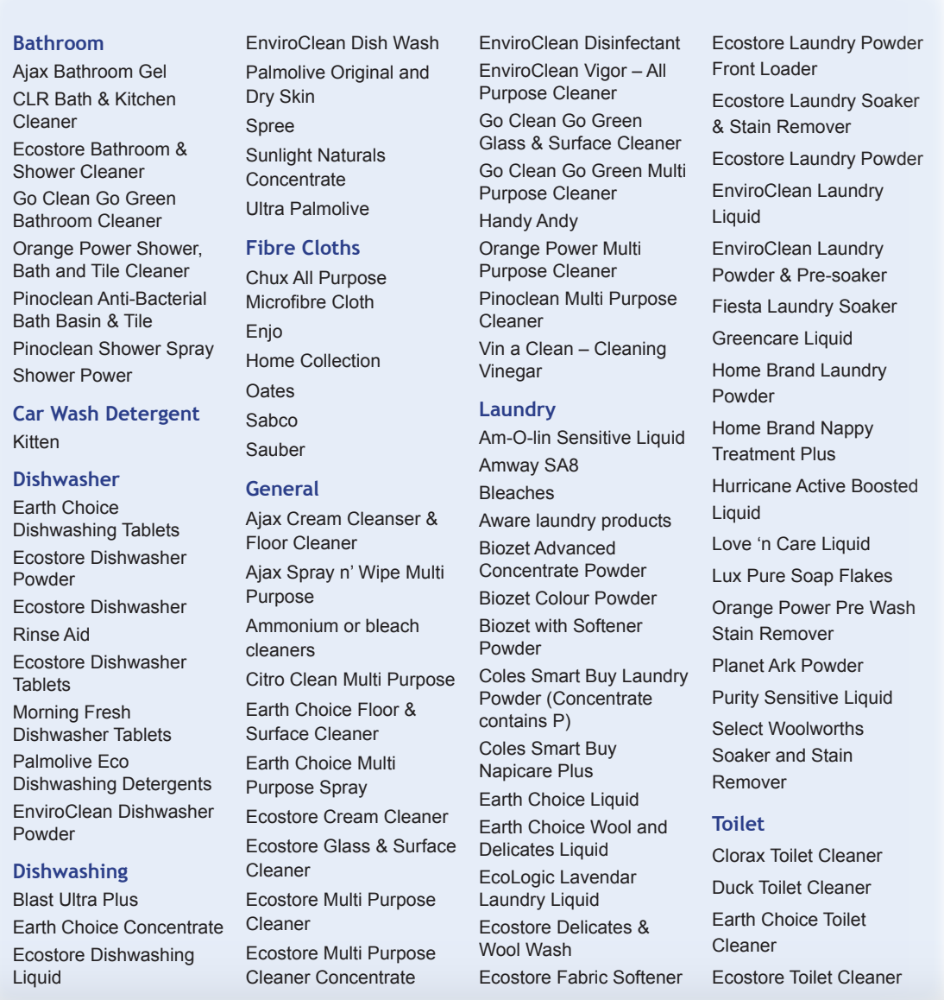 Bathroom
Ajax Bathroom Gel
CLR Bath & Kitchen
Cleaner
Ecostore Bathroom &
Shower Cleaner
Go Clean Go Green
Bathroom Cleaner
Orange Power Shower,
Bath and Tile Cleaner
Pinoclean Anti-Bacterial
Bath Basin & Tile
Pinoclean Shower Spray
Shower Power
Car Wash Detergent
Kitten
Dishwasher
Earth Choice
Dishwashing Tablets
Ecostore Dishwasher
Powder
Ecostore Dishwasher
Rinse Aid
Ecostore Dishwasher
Tablets
Morning Fresh
Dishwasher Tablets
Palmolive Eco
Dishwashing Detergents
EnviroClean Dishwasher
Powder
Dishwashing
Blast Ultra Plus
Earth Choice Concentrate
Ecostore Dishwashing
Liquid
EnviroClean Dish Wash
Palmolive Original and
Dry Skin
Spree
Sunlight Naturals
Concentrate
Ultra Palmolive
Fibre Cloths
Chux All Purpose
Microfibre Cloth
Enjo
Home Collection
Oates
Sabco
Sauber
General
Ajax Cream Cleanser &
Floor Cleaner
Ajax Spray n’ Wipe Multi
Purpose
Ammonium or bleach
cleaners
Citro Clean Multi Purpose
Earth Choice Floor &
Surface Cleaner
Earth Choice Multi
Purpose Spray
Ecostore Cream Cleaner
Ecostore Glass & Surface
Cleaner
Ecostore Multi Purpose
Cleaner
Ecostore Multi Purpose
Cleaner Concentrate
EnviroClean Disinfectant
EnviroClean Vigor – All
Purpose Cleaner
Go Clean Go Green
Glass & Surface Cleaner
Go Clean Go Green Multi
Purpose Cleaner
Handy Andy
Orange Power Multi
Purpose Cleaner
Pinoclean Multi Purpose
Cleaner
Vin a Clean – Cleaning
Vinegar
Laundry
Am-O-lin Sensitive Liquid
Amway SA8
Bleaches
Aware laundry products
Biozet Advanced
Concentrate Powder
Biozet Colour Powder
Biozet with Softener
Powder
Coles Smart Buy Laundry
Powder (Concentrate
contains P)
Coles Smart Buy
Napicare Plus
Earth Choice Liquid
Earth Choice Wool and
Delicates Liquid
EcoLogic Lavendar
Laundry Liquid
Ecostore Delicates &
Wool Wash
Ecostore Fabric Softener
Ecostore Laundry Powder
Front Loader
Ecostore Laundry Soaker
& Stain Remover
Ecostore Laundry Powder
EnviroClean Laundry
Liquid
EnviroClean Laundry
Powder & Pre-soaker
Fiesta Laundry Soaker
Greencare Liquid
Home Brand Laundry
Powder
Home Brand Nappy
Treatment Plus
Hurricane Active Boosted
Liquid
Love ‘n Care Liquid
Lux Pure Soap Flakes
Orange Power Pre Wash
Stain Remover
Planet Ark Powder
Purity Sensitive Liquid
Select Woolworths
Soaker and Stain
Remover
Toilet
Clorax Toilet Cleaner
Duck Toilet Cleaner
Earth Choice Toilet
Cleaner
Ecostore Toilet Cleaner